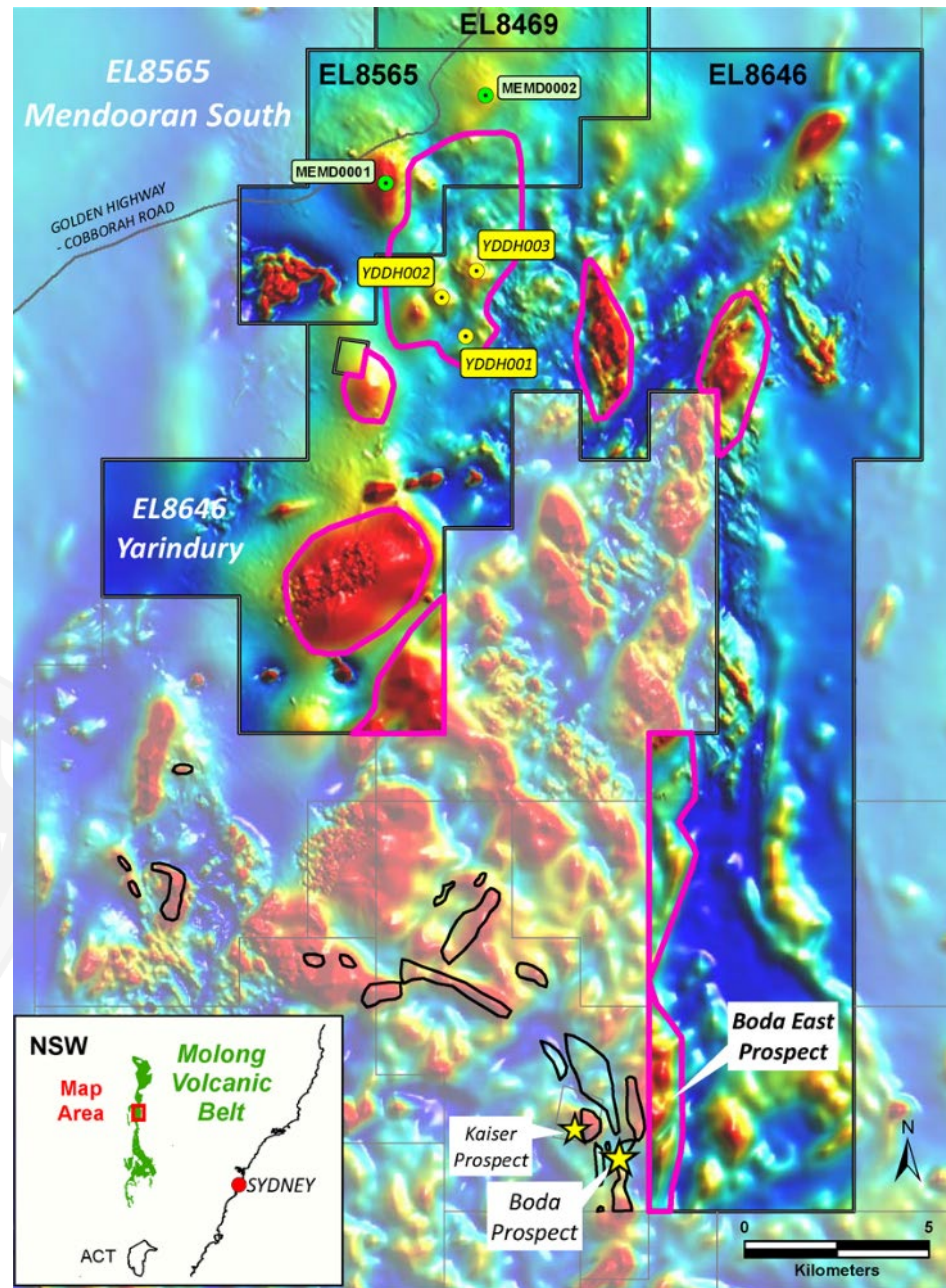 EL8469
EL8565
Mendooran South
EL8565
EL8646
MEMD0002
MEMD0001
GOLDEN HIGHWAY
- COBBORAH ROAD
YDDH003
YDDH002
YDDH001
EL8646
Yarindury
Boda East
Prospect
Kaiser
Prospect
Boda
Prospect
NSW
Molong
Volcanic
Belt
Map
Area
SYDNEY
ACT
N
0 5
Kilometers